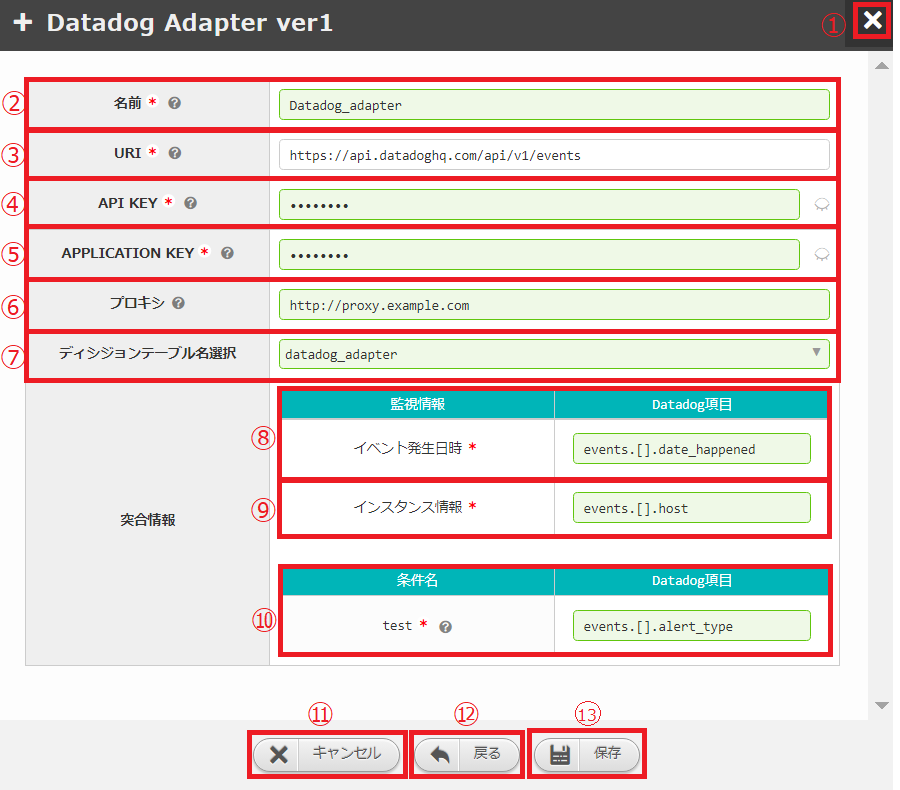 + Datadog Adapter ver1 ① ×
② 名前 * ? Datadog_adapter
③ URI * ? https://api.datadoghq.com/api/v1/events
④ API KEY * ? ••••••••
⑤ APPLICATION KEY * ? ••••••••
⑥ プロキシ ? http://proxy.example.com
⑦ ディシジョンテーブル名選択 datadog_adapter ▼
監視情報 Datadog項目
⑧ イベント発生日時 * events.[].date_happened
⑨ インスタンス情報 * events.[].host
突合情報
条件名 Datadog項目
⑩ test * ? events.[].alert_type
⑪ ⑫ ⑬
キャンセル 戻る 保存